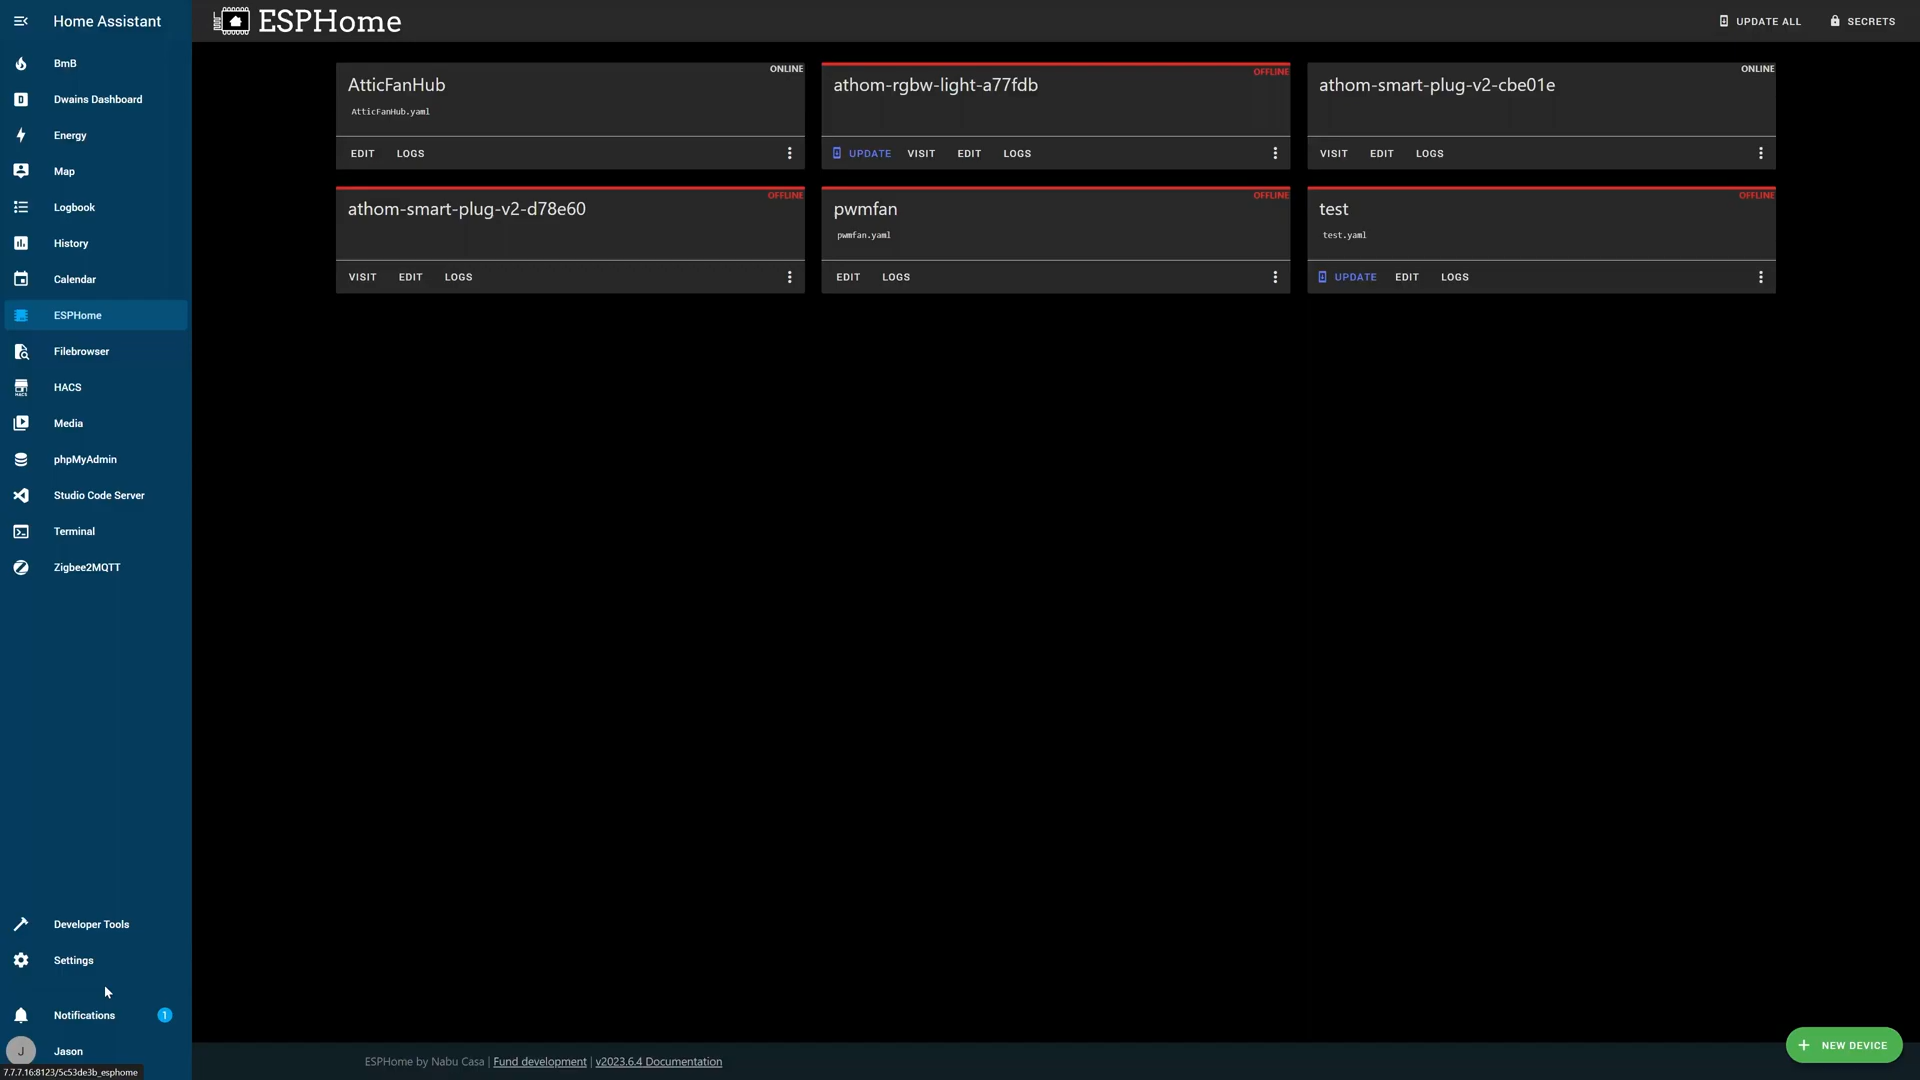 Home Assistant
ESPHome
UPDATE ALL
SECRETS
BmB
Dwains Dashboard
Energy
Map
Logbook
History
Calendar
ESPHome
Filebrowser
HACS
HACS
Media
phpMyAdmin
Studio Code Server
Terminal
Zigbee2MQTT
Developer Tools
Settings
Notifications 1
J Jason
7.7.7.16:8123/5c53de3b_esphome
ONLINE
AtticFanHub
AtticFanHub.yaml
EDIT LOGS
OFFLINE
athom-rgbw-light-a77fdb
UPDATE VISIT EDIT LOGS
ONLINE
athom-smart-plug-v2-cbe01e
VISIT EDIT LOGS
OFFLINE
athom-smart-plug-v2-d78e60
VISIT EDIT LOGS
OFFLINE
pwmfan
pwmfan.yaml
EDIT LOGS
OFFLINE
test
test.yaml
UPDATE EDIT LOGS
ESPHome by Nabu Casa | Fund development | v2023.6.4 Documentation
+ NEW DEVICE